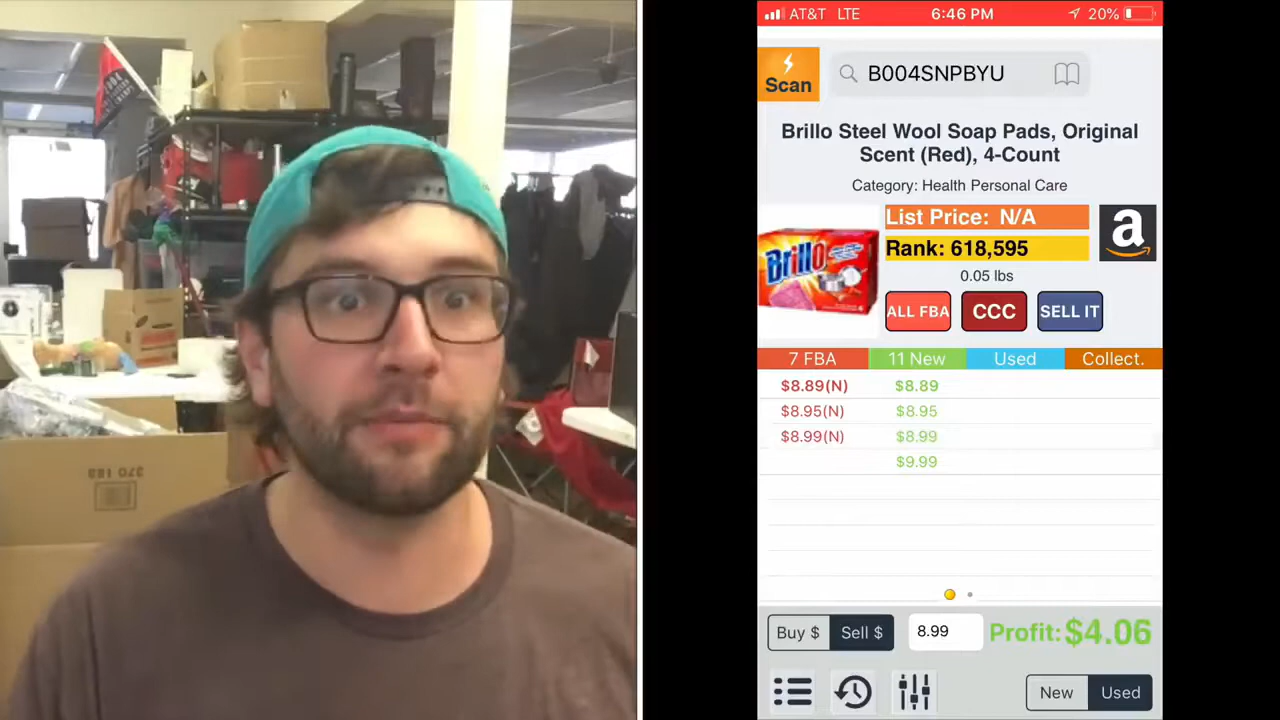 AT&T LTE 6:46 PM 20%
Scan
B004SNPBYU
Brillo Steel Wool Soap Pads, Original
Scent (Red), 4-Count
Category: Health Personal Care
List Price: N/A
Rank: 618,595
a
0.05 lbs
Brillo
ALL FBA CCC SELL IT
7 FBA 11 New Used Collect.
$8.89(N) $8.89
$8.95(N) $8.95
$8.99(N) $8.99
$9.99
Buy $ Sell $ 8.99 Profit: $4.06
New Used